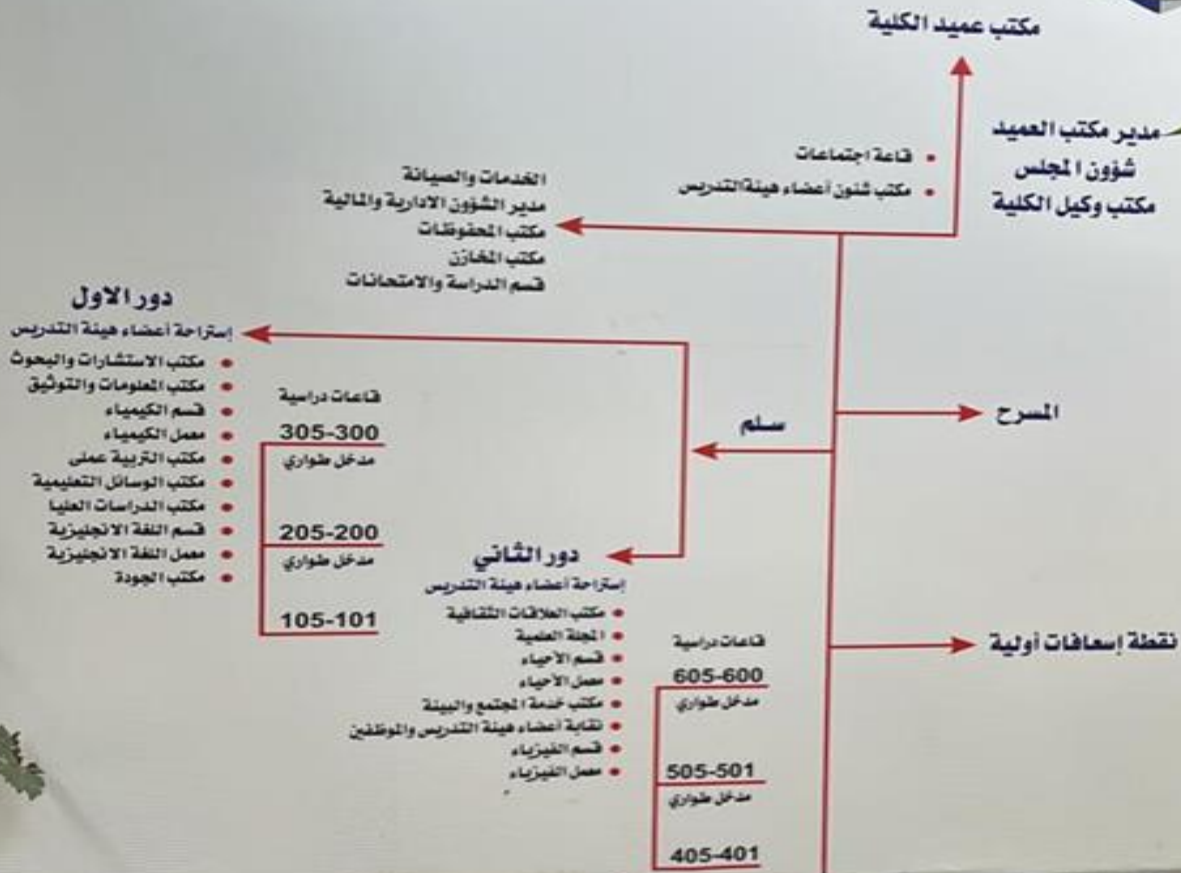 مكتب عميد الكلية
مدير مكتب العميد
شؤون المجلس
مكتب وكيل الكلية
• قاعة اجتماعات
• مكتب شئون أعضاء هيئة التدريس
الخدمات والصيانة
مدير الشؤون الادارية والمالية
مكتب المحفوظات
مكتب المخازن
قسم الدراسة والامتحانات
المسرح
سلم
نقطة إسعافات أولية
دور الاول
إستراحة أعضاء هيئة التدريس
• مكتب الاستشارات والبحوث
• مكتب المعلومات والتوثيق
• قسم الكيمياء
• معمل الكيمياء
• مكتب التربية عملى
• مكتب الوسائل التعليمية
• مكتب الدراسات العليا
• قسم اللغة الانجليزية
• معمل اللغة الانجليزية
• مكتب الجودة
قاعات دراسية
305-300
مدخل طواري
205-200
مدخل طواري
105-101
دور الثاني
إستراحة أعضاء هيئة التدريس
• مكتب العلاقات الثقافية
• المجلة العلمية
• قسم الأحياء
• معمل الأحياء
• مكتب خدمة المجتمع والبيئة
• نقابة أعضاء هيئة التدريس والموظفين
• قسم الفيزياء
• معمل الفيزياء
قاعات دراسية
605-600
مدخل طواري
505-501
مدخل طواري
405-401